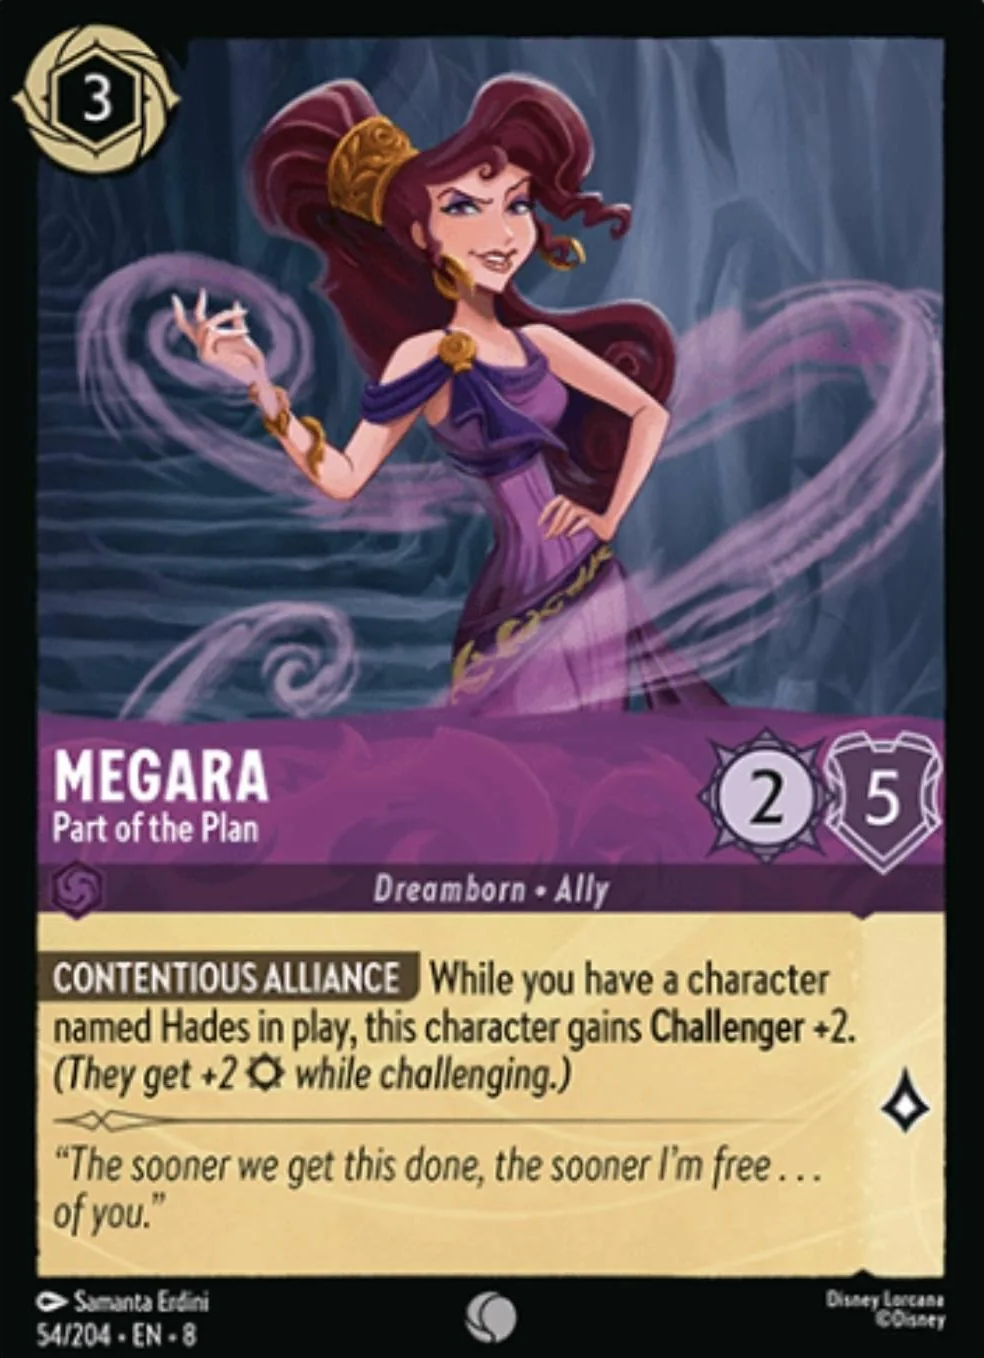 3
MEGARA
Part of the Plan
2 5
Dreamborn • Ally
CONTENTIOUS ALLIANCE While you have a character
named Hades in play, this character gains Challenger +2.
(They get +2 while challenging.)
“The sooner we get this done, the sooner I’m free . . .
of you.”
Samanta Erdini
54/204 • EN • 8
Disney Lorcana
©Disney